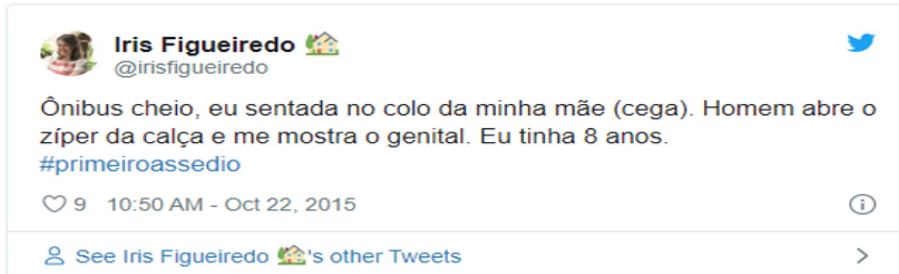 Iris Figueiredo 🏡
@irisfigueiredo
Ônibus cheio, eu sentada no colo da minha mãe (cega). Homem abre o
zíper da calça e me mostra o genital. Eu tinha 8 anos.
#primeiroassedio
9 10:50 AM - Oct 22, 2015
See Iris Figueiredo 🏡's other Tweets